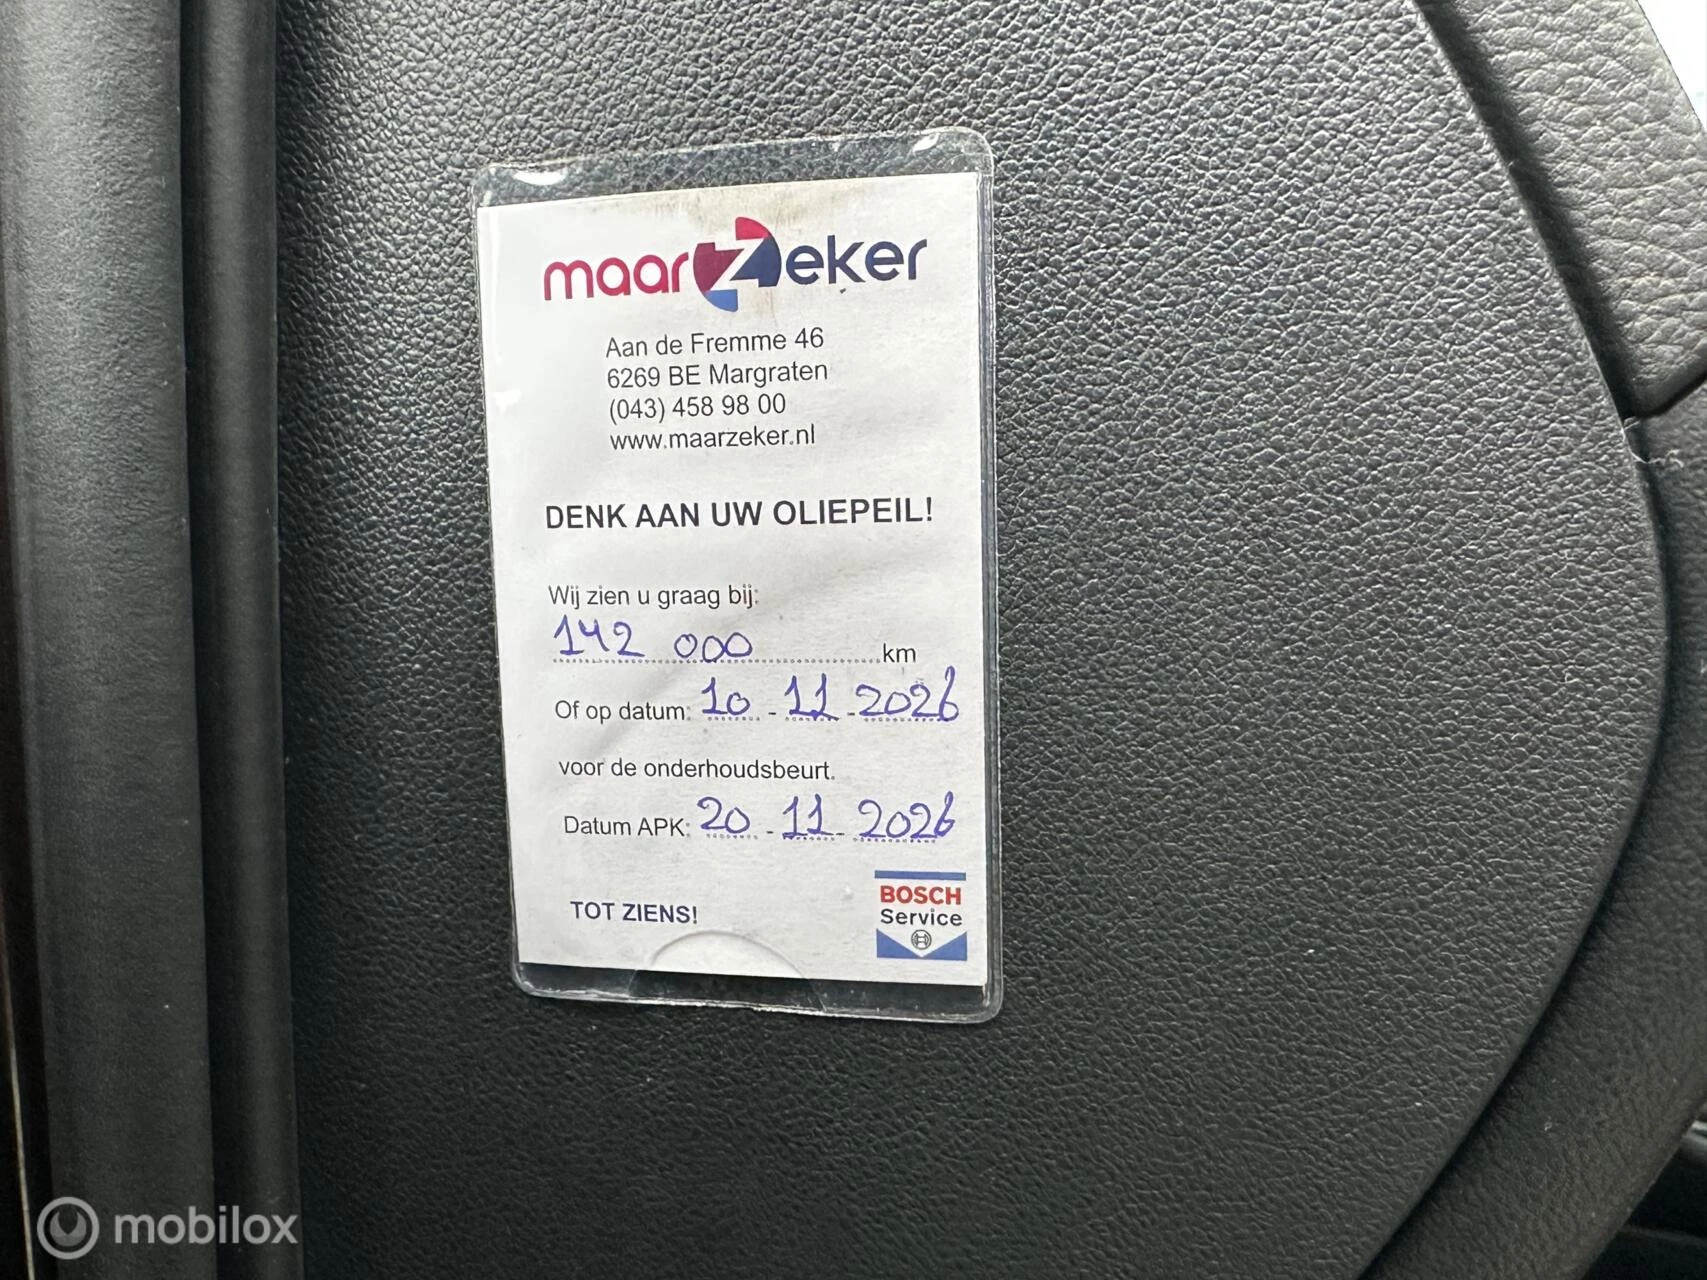 maarzeker
Aan de Fremme 46
6269 BE Margraten
(043) 458 98 00
www.maarzeker.nl
DENK AAN UW OLIEPEIL!
Wij zien u graag bij:
142 000 km
Of op datum: 10 - 11 - 2026
voor de onderhoudsbeurt.
Datum APK: 20 - 11 - 2026
TOT ZIENS!
BOSCH
Service
mobilox